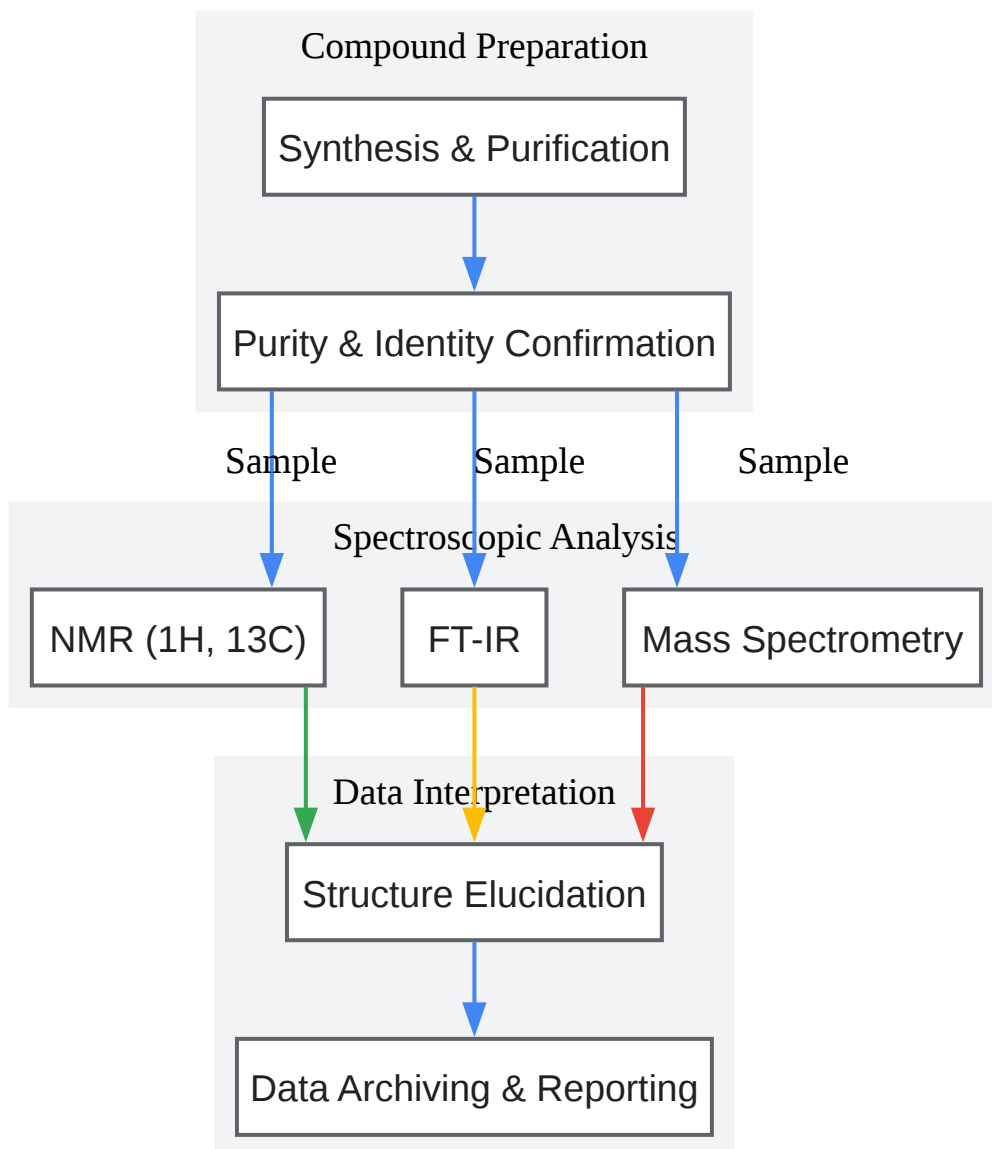 Compound Preparation
Synthesis & Purification
Purity & Identity Confirmation
Sample
Sample
Sample
Spectroscopic Analysis
NMR (1H, 13C)
FT-IR
Mass Spectrometry
Data Interpretation
Structure Elucidation
Data Archiving & Reporting